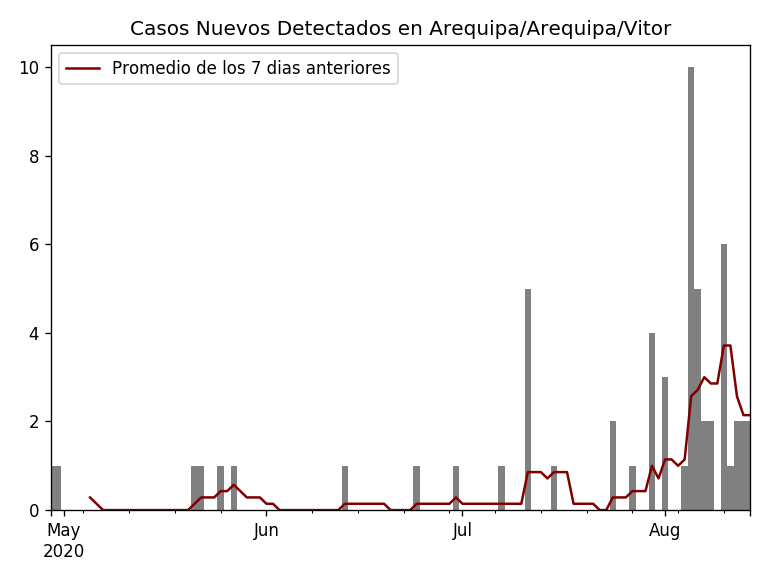 Casos Nuevos Detectados en Arequipa/Arequipa/Vitor
Promedio de los 7 dias anteriores
10
8
6
4
2
0
May
2020
Jun
Jul
Aug